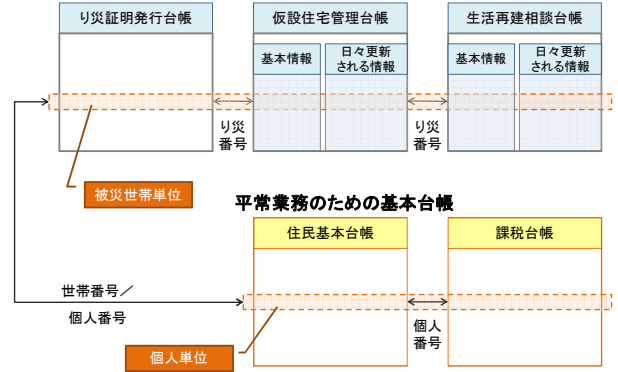 り災証明発行台帳
仮設住宅管理台帳
生活再建相談台帳
基本情報
日々更新
される情報
基本情報
日々更新
される情報
り災
番号
り災
番号
被災世帯単位
平常業務のための基本台帳
住民基本台帳
課税台帳
世帯番号／
個人番号
個人
番号
個人単位